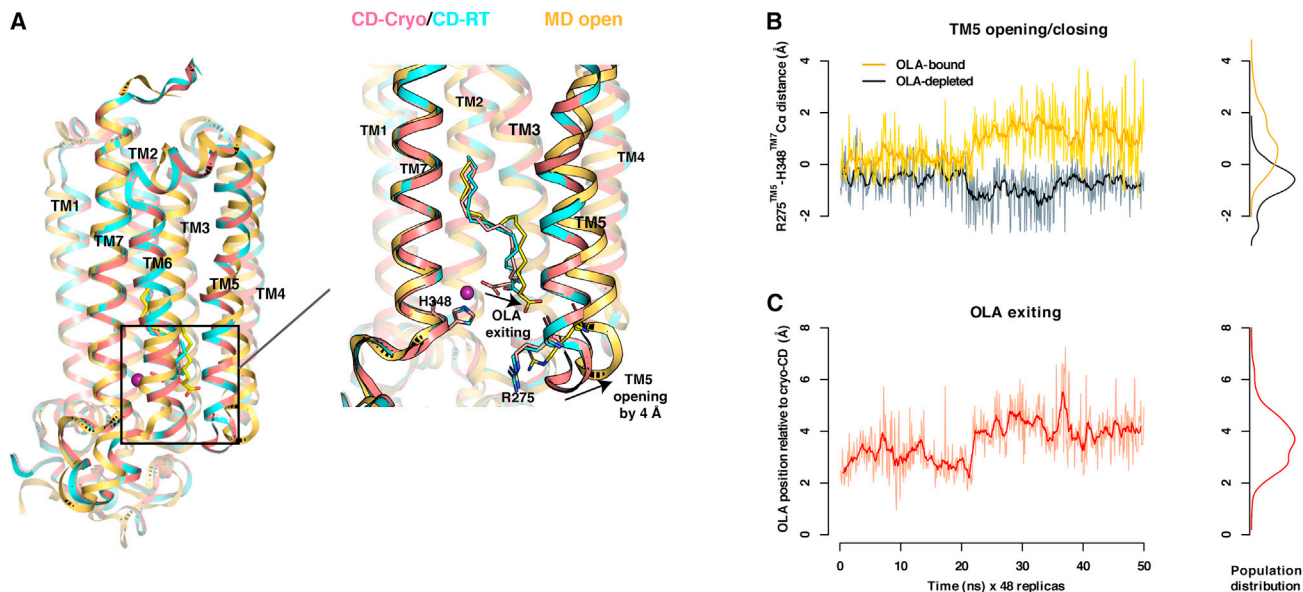 A
CD-Cryo/CD-RT
MD open
TM2
TM1
TM3
TM7
TM6
TM5
TM4
TM2
TM1
TM3
TM7
TM4
TM5
H348
OLA
exiting
R275
TM5
opening
by 4 Å
B
TM5 opening/closing
R275TM5-H348TM7 Cα distance (Å)
4
2
0
-2
OLA-bound
OLA-depleted
4
2
0
-2
C
OLA exiting
OLA position relative to cryo-CD (Å)
8
6
4
2
0
8
6
4
2
0
0 10 20 30 40 50
Time (ns) x 48 replicas
Population
distribution